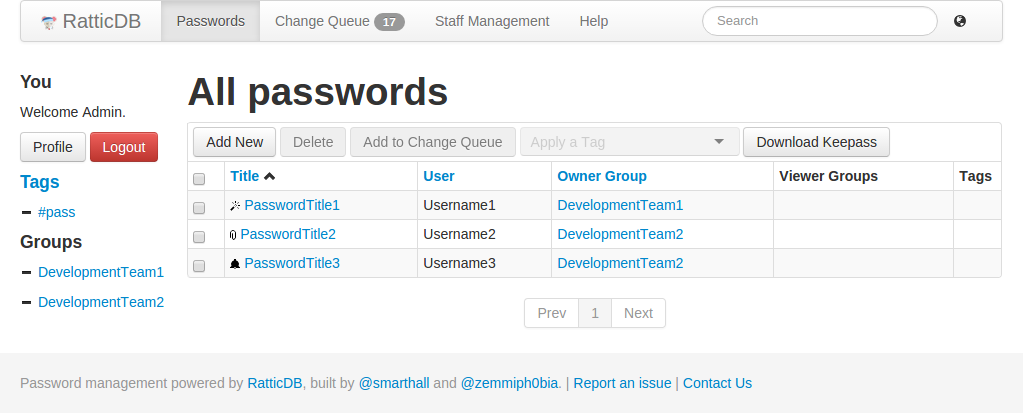 RatticDB Passwords Change Queue 17 Staff Management Help Search
You
Welcome Admin.
Profile Logout
Tags
#pass
Groups
DevelopmentTeam1
DevelopmentTeam2
All passwords
Add New Delete Add to Change Queue Apply a Tag Download Keepass
Title User Owner Group Viewer Groups Tags
PasswordTitle1 Username1 DevelopmentTeam1
PasswordTitle2 Username2 DevelopmentTeam2
PasswordTitle3 Username3 DevelopmentTeam2
Prev 1 Next
Password management powered by RatticDB, built by @smarthall and @zemmiph0bia. | Report an issue | Contact Us